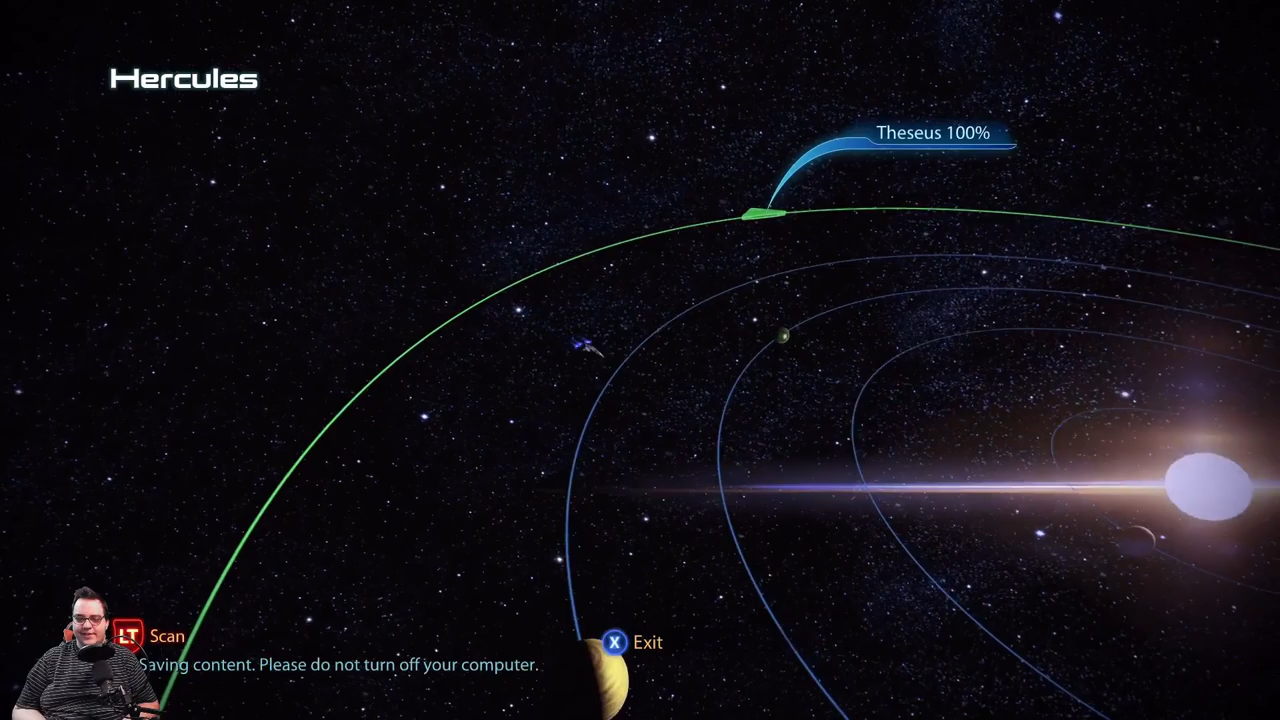 Hercules
Theseus 100%
LT Scan
X Exit
Saving content. Please do not turn off your computer.